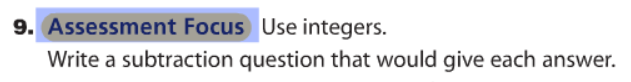 9. Assessment Focus Use integers.
Write a subtraction question that would give each answer.